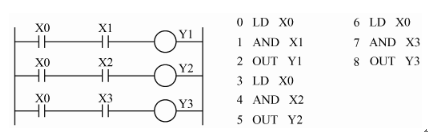 X0 X1 Y1
X0 X2 Y2
X0 X3 Y3
0 LD X0
1 AND X1
2 OUT Y1
3 LD X0
4 AND X2
5 OUT Y2
6 LD X0
7 AND X3
8 OUT Y3